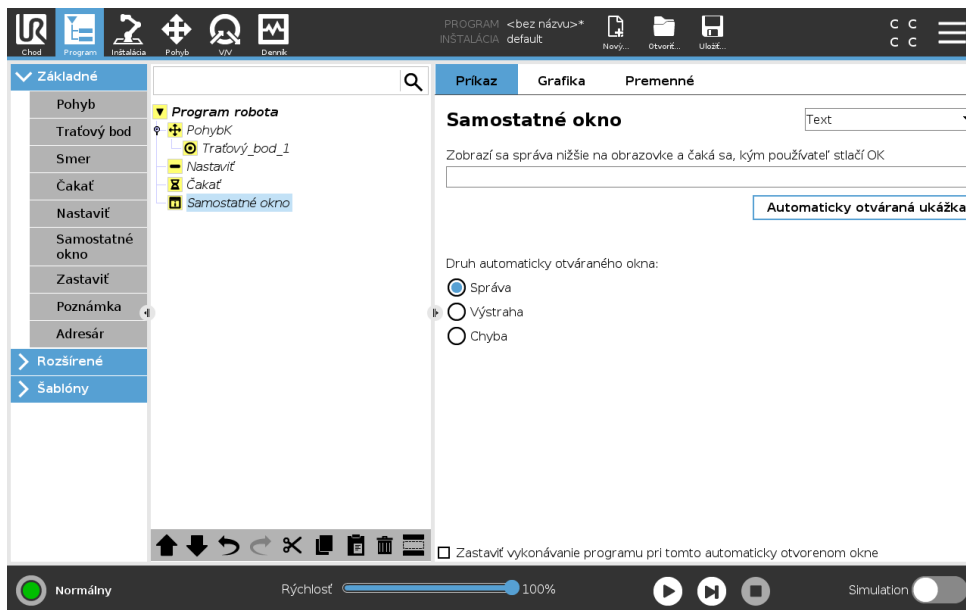 PROGRAM <bez názvu>*
INŠTALÁCIA default
Chod
Program
Inštalácia
Pohyb
V/V
Denník
Nový...
Otvoriť...
Uložiť...
C C
C C
Základné
Pohyb
Traťový bod
Smer
Čakať
Nastaviť
Samostatné
okno
Zastaviť
Poznámka
Adresár
Rozšírené
Šablóny
Program robota
PohybK
Traťový_bod_1
Nastaviť
Čakať
Samostatné okno
Príkaz
Grafika
Premenné
Samostatné okno
Text
Zobrazí sa správa nižšie na obrazovke a čaká sa, kým používateľ stlačí OK
Automaticky otváraná ukážka
Druh automaticky otváraného okna:
Správa
Výstraha
Chyba
Zastaviť vykonávanie programu pri tomto automaticky otvorenom okne
Normálny
Rýchlosť
100%
Simulation